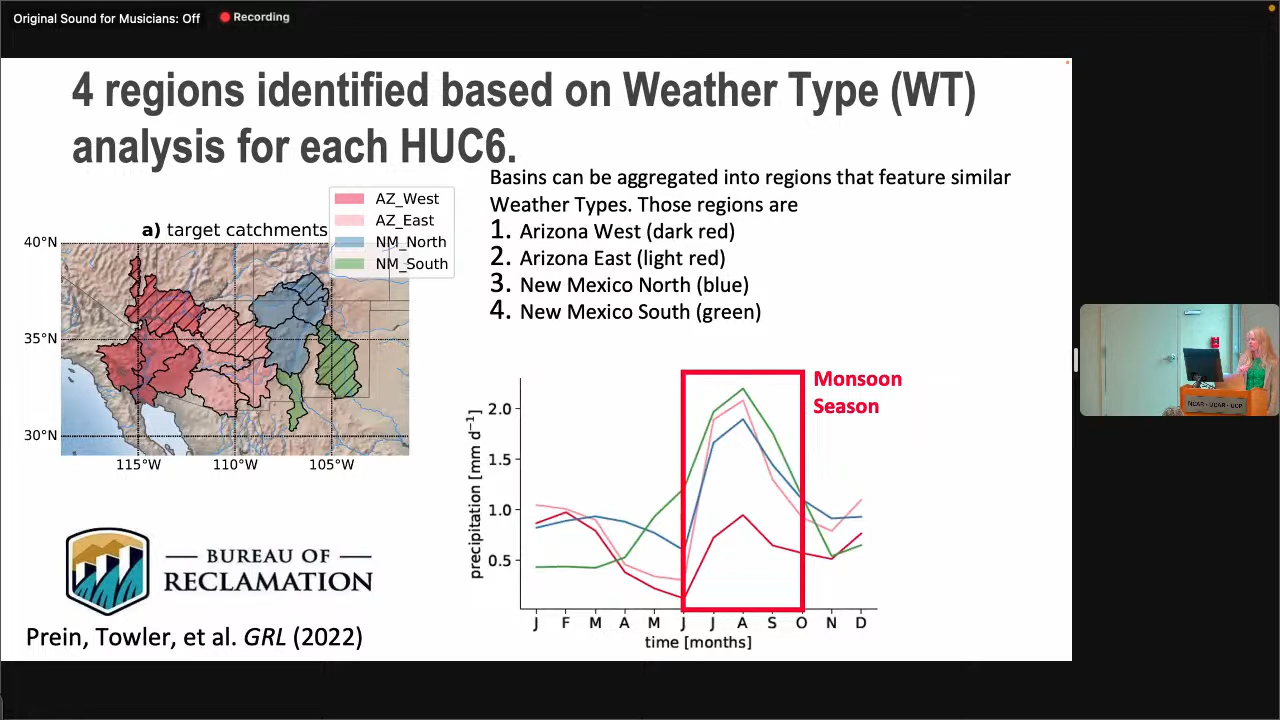 Original Sound for Musicians: Off
Recording
4 regions identified based on Weather Type (WT)
analysis for each HUC6.
Basins can be aggregated into regions that feature similar
Weather Types. Those regions are
1. Arizona West (dark red)
2. Arizona East (light red)
3. New Mexico North (blue)
4. New Mexico South (green)
AZ_West
AZ_East
NM_North
NM_South
a) target catchments
40°N
35°N
30°N
115°W 110°W 105°W
Monsoon
Season
precipitation [mm d⁻¹]
2.0
1.5
1.0
0.5
J F M A M J J A S O N D
time [months]
BUREAU OF
RECLAMATION
Prein, Towler, et al. GRL (2022)
NCAR - UCAR - UCP